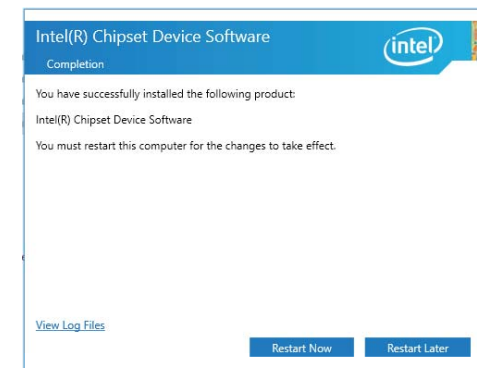 Intel(R) Chipset Device Software
intel
Completion
You have successfully installed the following product:
Intel(R) Chipset Device Software
You must restart this computer for the changes to take effect.
View Log Files
Restart Now
Restart Later